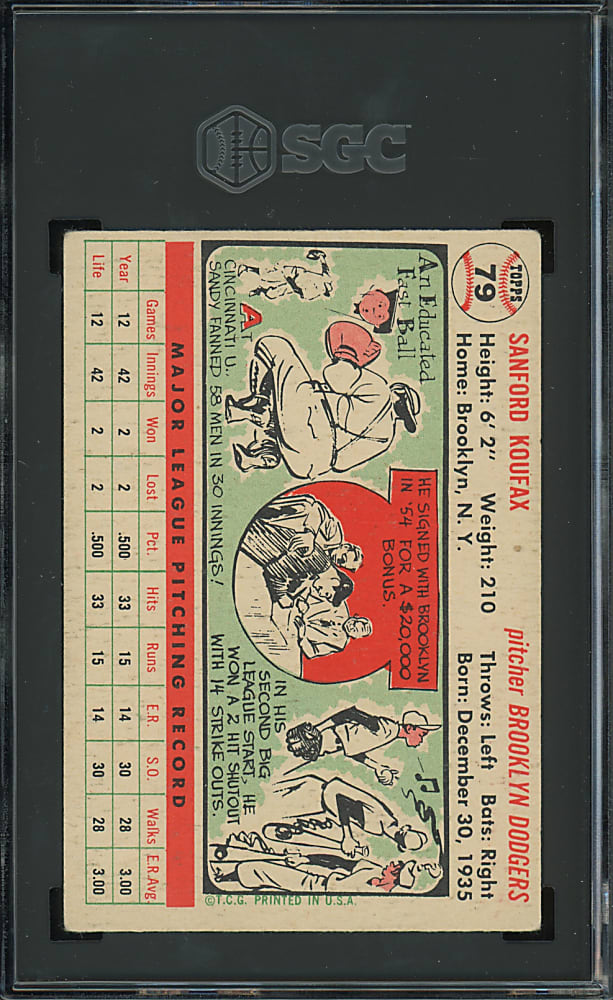 SGC
TOPPS
79
SANFORD KOUFAX pitcher BROOKLYN DODGERS
Height: 6' 2" Weight: 210 Throws: Left Bats: Right
Home: Brooklyn, N. Y. Born: December 30, 1935
An Educated
Fast Ball
AT
CINCINNATI U.
SANDY FANNED 58 MEN IN 30 INNINGS!
HE SIGNED WITH BROOKLYN
IN '54 FOR A $20,000
BONUS.
IN HIS
SECOND BIG
LEAGUE START, HE
WON A 2 HIT SHUTOUT
WITH 14 STRIKE OUTS.
©T.C.G. PRINTED IN U.S.A.
MAJOR LEAGUE PITCHING RECORD
Games Innings Won Lost Pct. Hits Runs E.R. S.O. Walks E.R.Avg.
Year 12 42 2 2 .500 33 15 14 30 28 3.00
Life 12 42 2 2 .500 33 15 14 30 28 3.00